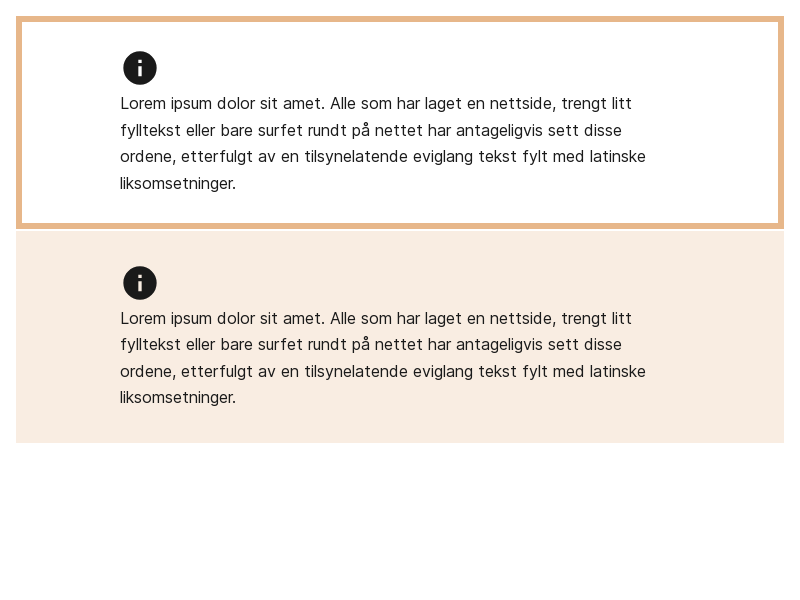 Lorem ipsum dolor sit amet. Alle som har laget en nettside, trengt litt
fylltekst eller bare surfet rundt på nettet har antageligvis sett disse
ordene, etterfulgt av en tilsynelatende eviglang tekst fylt med latinske
liksomsetninger.
Lorem ipsum dolor sit amet. Alle som har laget en nettside, trengt litt
fylltekst eller bare surfet rundt på nettet har antageligvis sett disse
ordene, etterfulgt av en tilsynelatende eviglang tekst fylt med latinske
liksomsetninger.